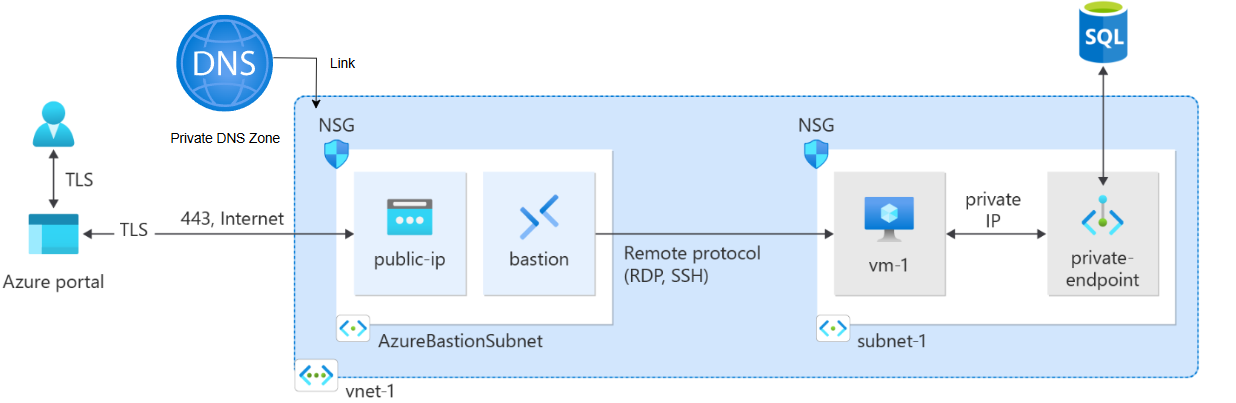 SQL
DNS
Link
Private DNS Zone
NSG
NSG
TLS
443, Internet
TLS
private
IP
Remote protocol
(RDP, SSH)
public-ip
bastion
vm-1
private-
endpoint
Azure portal
AzureBastionSubnet
subnet-1
vnet-1